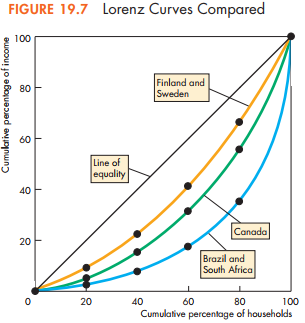 FIGURE 19.7 Lorenz Curves Compared
Cumulative percentage of income
100
80
60
40
20
0
Finland and
Sweden
Line of
equality
Canada
Brazil and
South Africa
20 40 60 80 100
Cumulative percentage of households